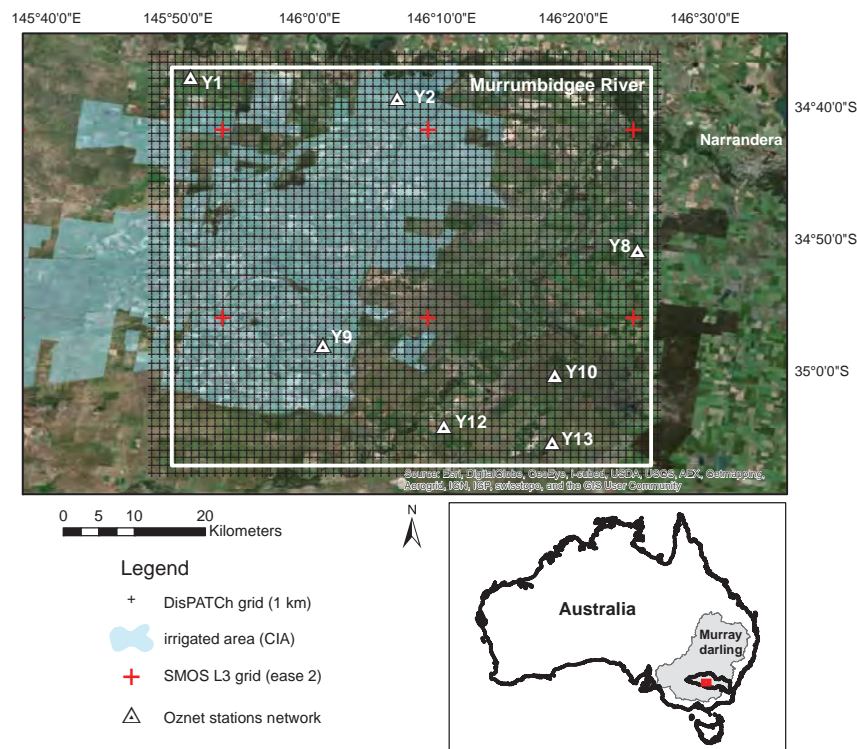 145°40'0"E 145°50'0"E 146°0'0"E 146°10'0"E 146°20'0"E 146°30'0"E
Y1
Y2
Murrumbidgee River
34°40'0"S
Narrandera
Y8
34°50'0"S
Y9
Y10
35°0'0"S
Y12
Y13
Source: Esri, DigitalGlobe, GeoEye, i-cubed, USDA, USGS, AEX, Getmapping,
Aerogrid, IGN, IGP, swisstopo, and the GIS User Community
0 5 10 20
Kilometers
N
Legend
DisPATCh grid (1 km)
irrigated area (CIA)
SMOS L3 grid (ease 2)
Oznet stations network
Australia
Murray
darling